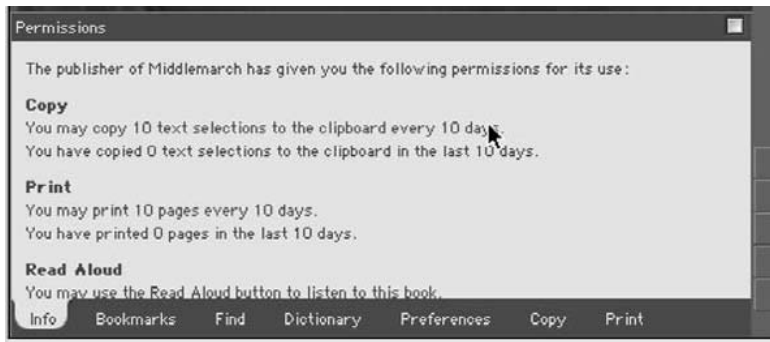 Permissions
The publisher of Middlemarch has given you the following permissions for its use:
Copy
You may copy 10 text selections to the clipboard every 10 days.
You have copied 0 text selections to the clipboard in the last 10 days.
Print
You may print 10 pages every 10 days.
You have printed 0 pages in the last 10 days.
Read Aloud
You may use the Read Aloud button to listen to this book.
Info Bookmarks Find Dictionary Preferences Copy Print